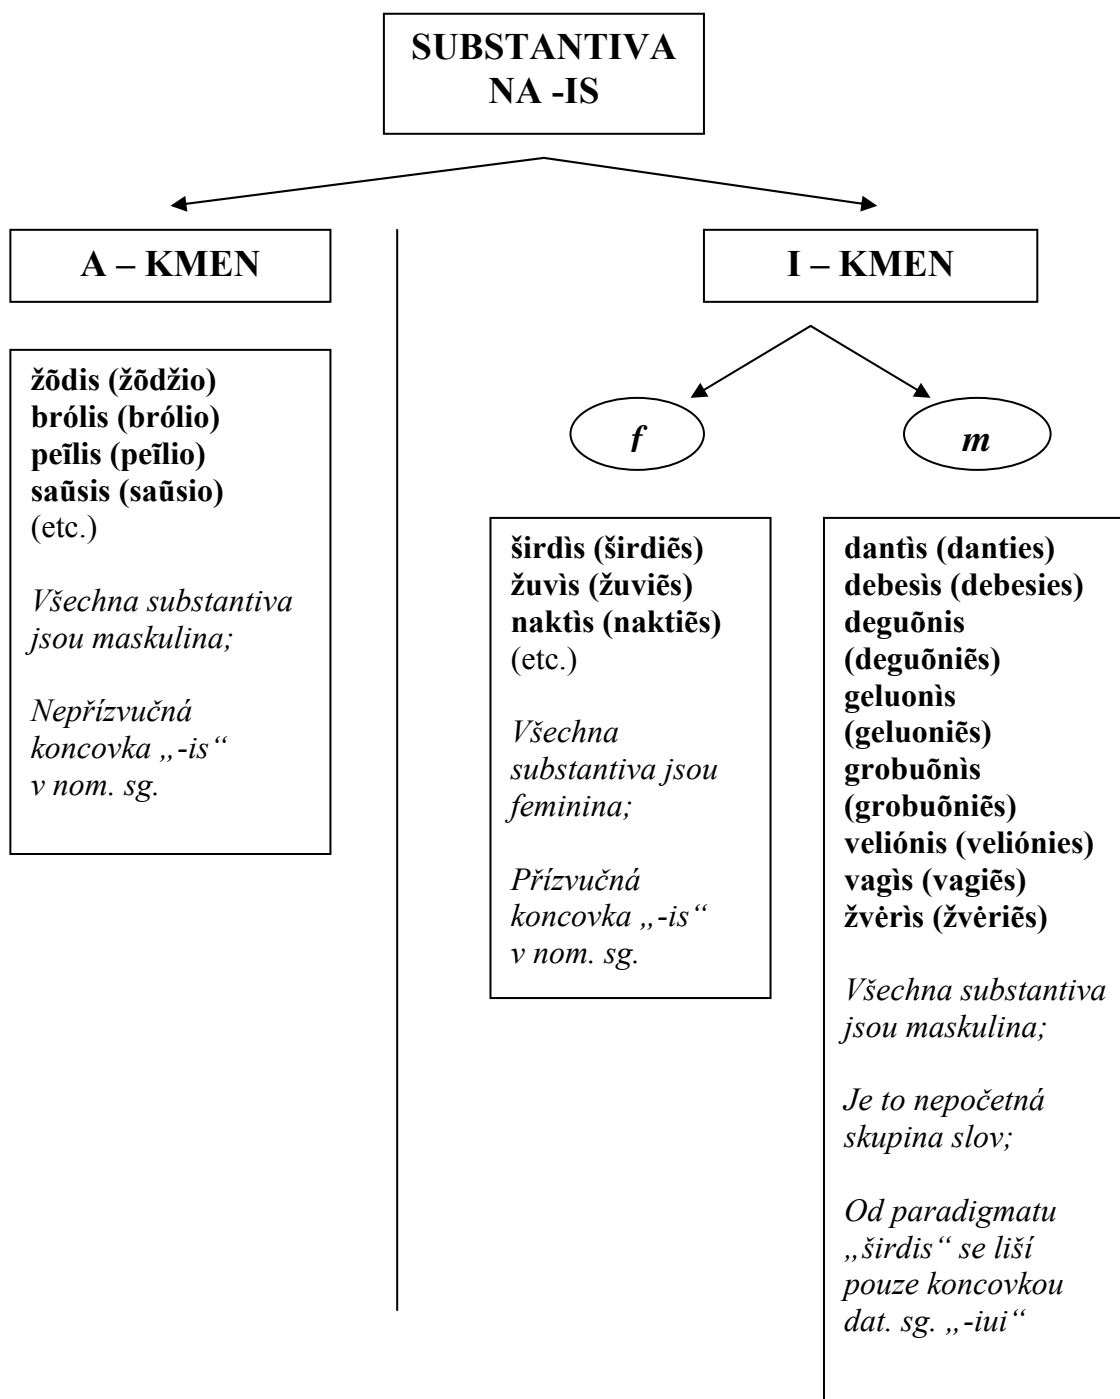 SUBSTANTIVA
NA -IS
A – KMEN
žõdis (žõdžio)
brólis (brólio)
peĩlis (peĩlio)
saũsis (saũsio)
(etc.)
Všechna substantiva
jsou maskulina;
Nepřízvučná
koncovka „-is“
v nom. sg.
I – KMEN
f
širdìs (širdiẽs)
žuvìs (žuviẽs)
naktìs (naktiẽs)
(etc.)
Všechna
substantiva jsou
feminina;
Přízvučná
koncovka „-is“
v nom. sg.
m
dantìs (danties)
debesìs (debesies)
deguõnis
(deguõniẽs)
geluonìs
(geluoniẽs)
grobuõnìs
(grobuõniẽs)
veliónis (veliónies)
vagìs (vagiẽs)
žvėrìs (žvėriẽs)
Všechna substantiva
jsou maskulina;
Je to nepočetná
skupina slov;
Od paradigmatu
„širdis“ se liší
pouze koncovkou
dat. sg. „-iui“